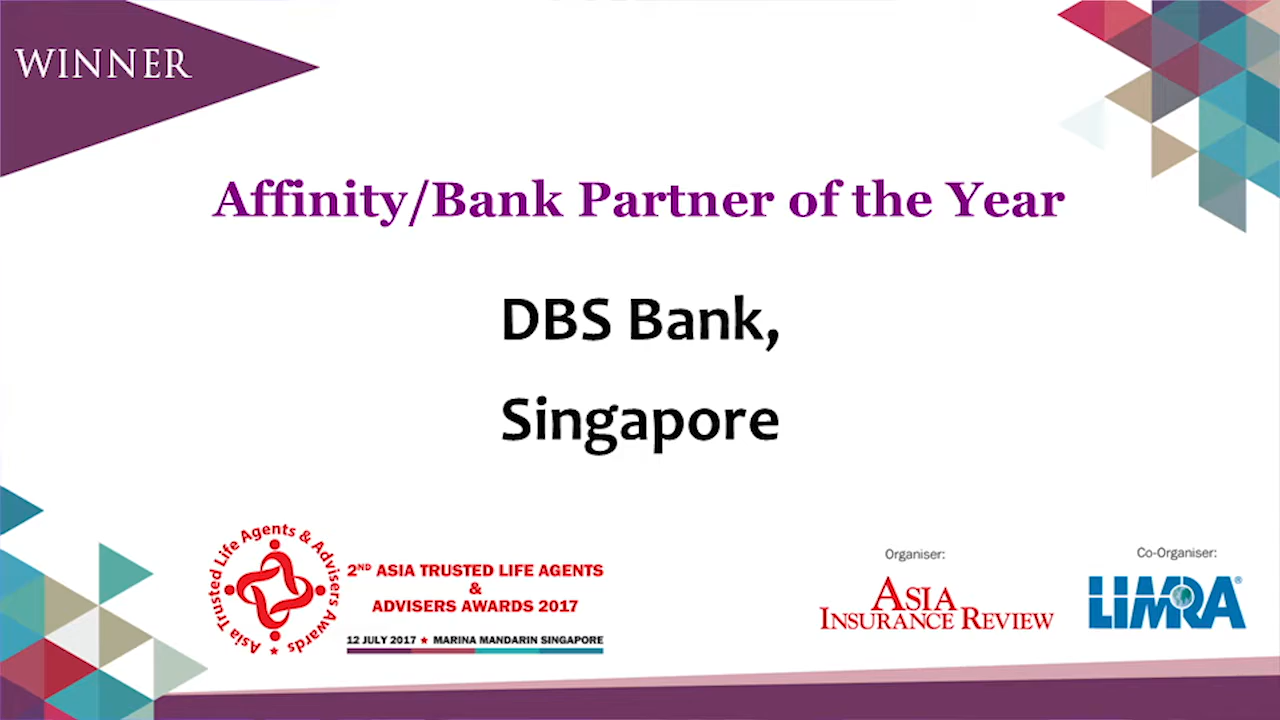 WINNER
Affinity/Bank Partner of the Year
DBS Bank,
Singapore
Asia Trusted Life Agents & Advisers Awards
2ND ASIA TRUSTED LIFE AGENTS
&
ADVISERS AWARDS 2017
12 JULY 2017 ★ MARINA MANDARIN SINGAPORE
Organiser:
ASIA
INSURANCE REVIEW
Co-Organiser:
LIMRA®